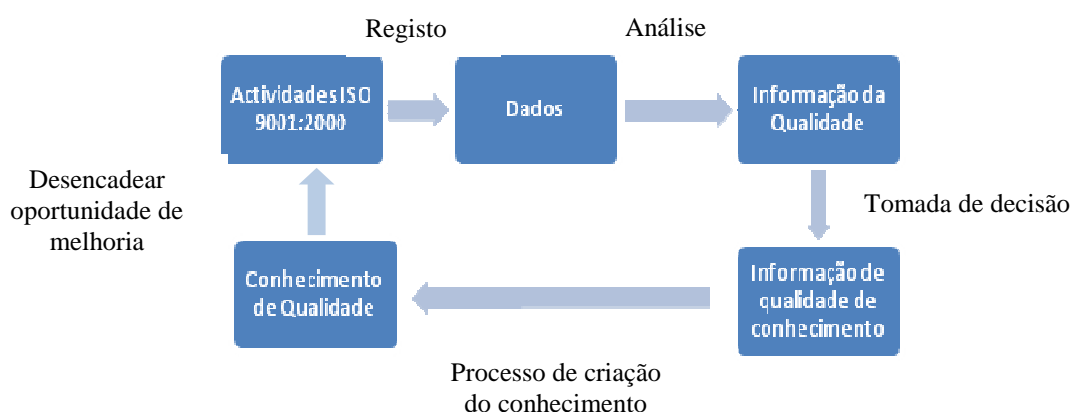 Registo
Análise
Actividades ISO
9001:2000
Dados
Informação da
Qualidade
Desencadear
oportunidade de
melhoria
Tomada de decisão
Conhecimento
de Qualidade
Informação de
qualidade de
conhecimento
Processo de criação
do conhecimento